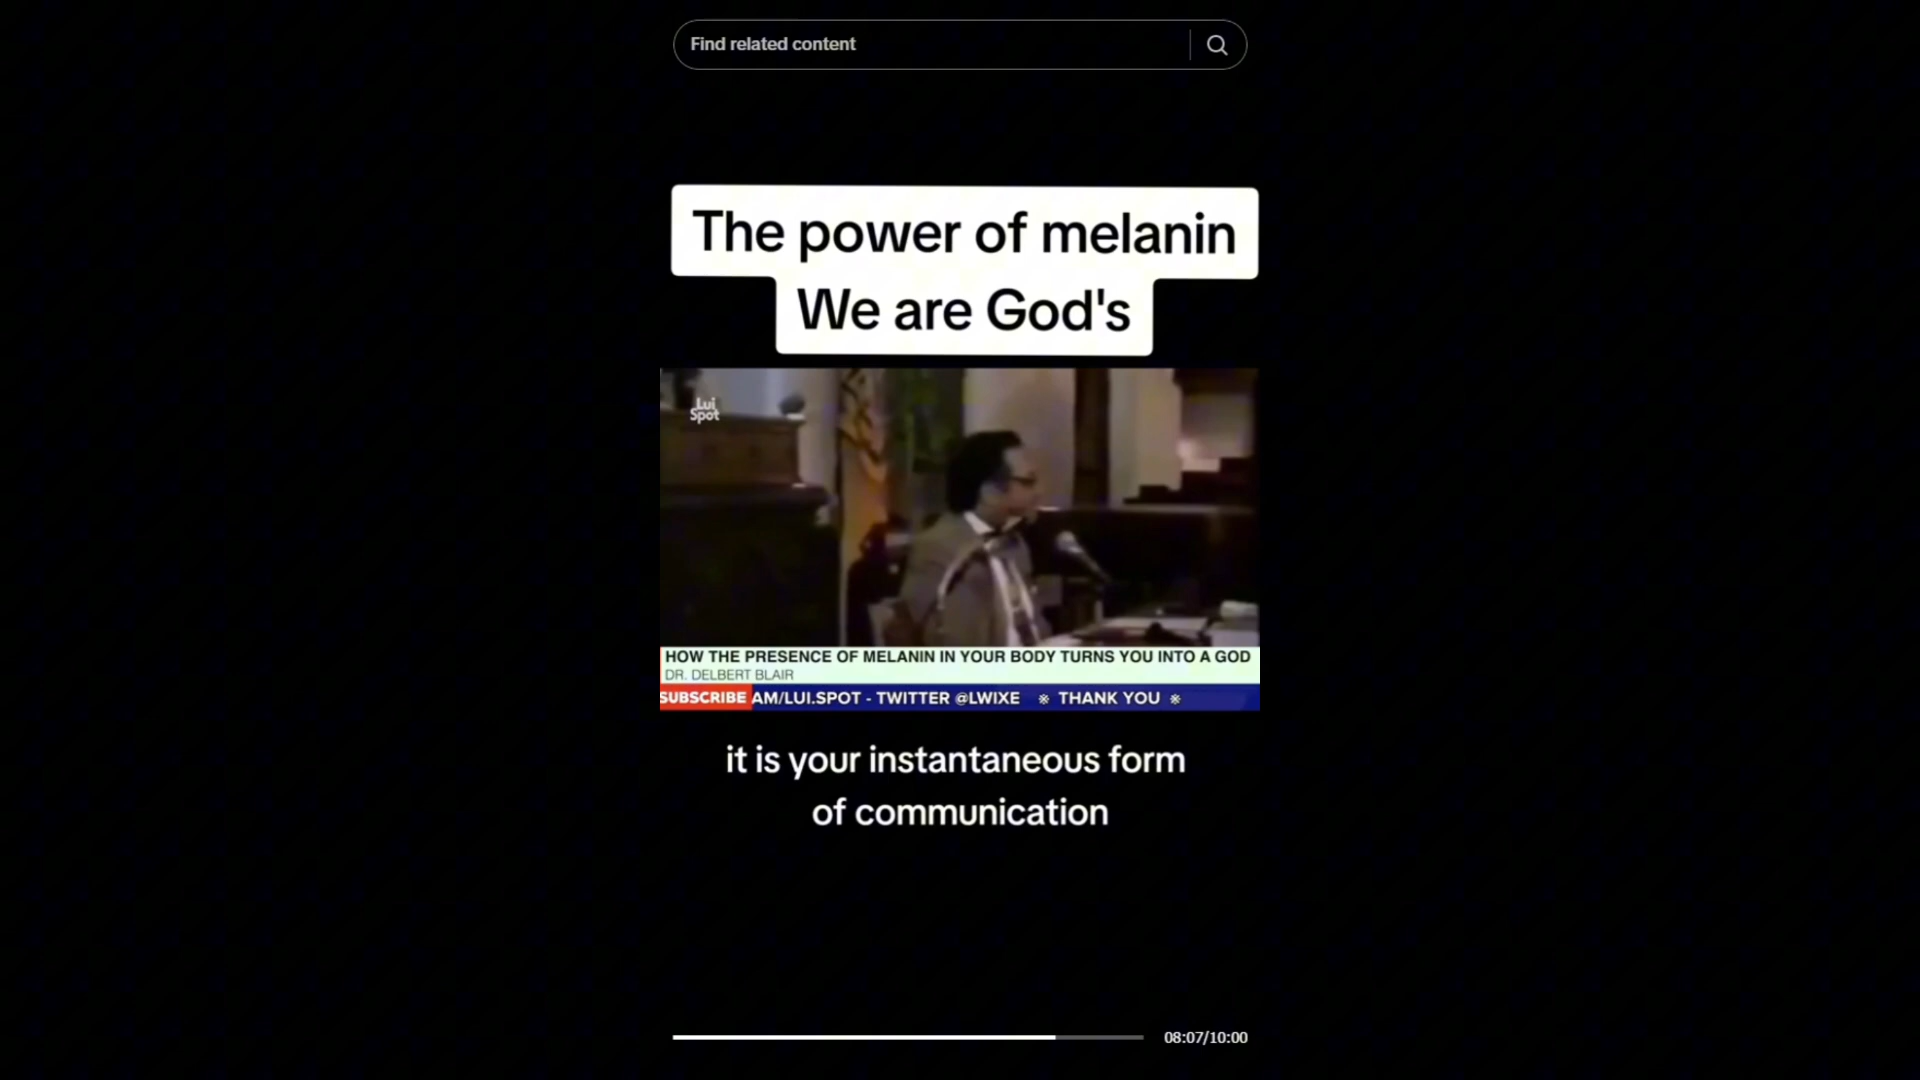 Find related content
The power of melanin
We are God's
Lui
Spot
HOW THE PRESENCE OF MELANIN IN YOUR BODY TURNS YOU INTO A GOD
DR. DELBERT BLAIR
SUBSCRIBE AM/LUI.SPOT - TWITTER @LWIXE ※ THANK YOU ※
it is your instantaneous form
of communication
08:07/10:00